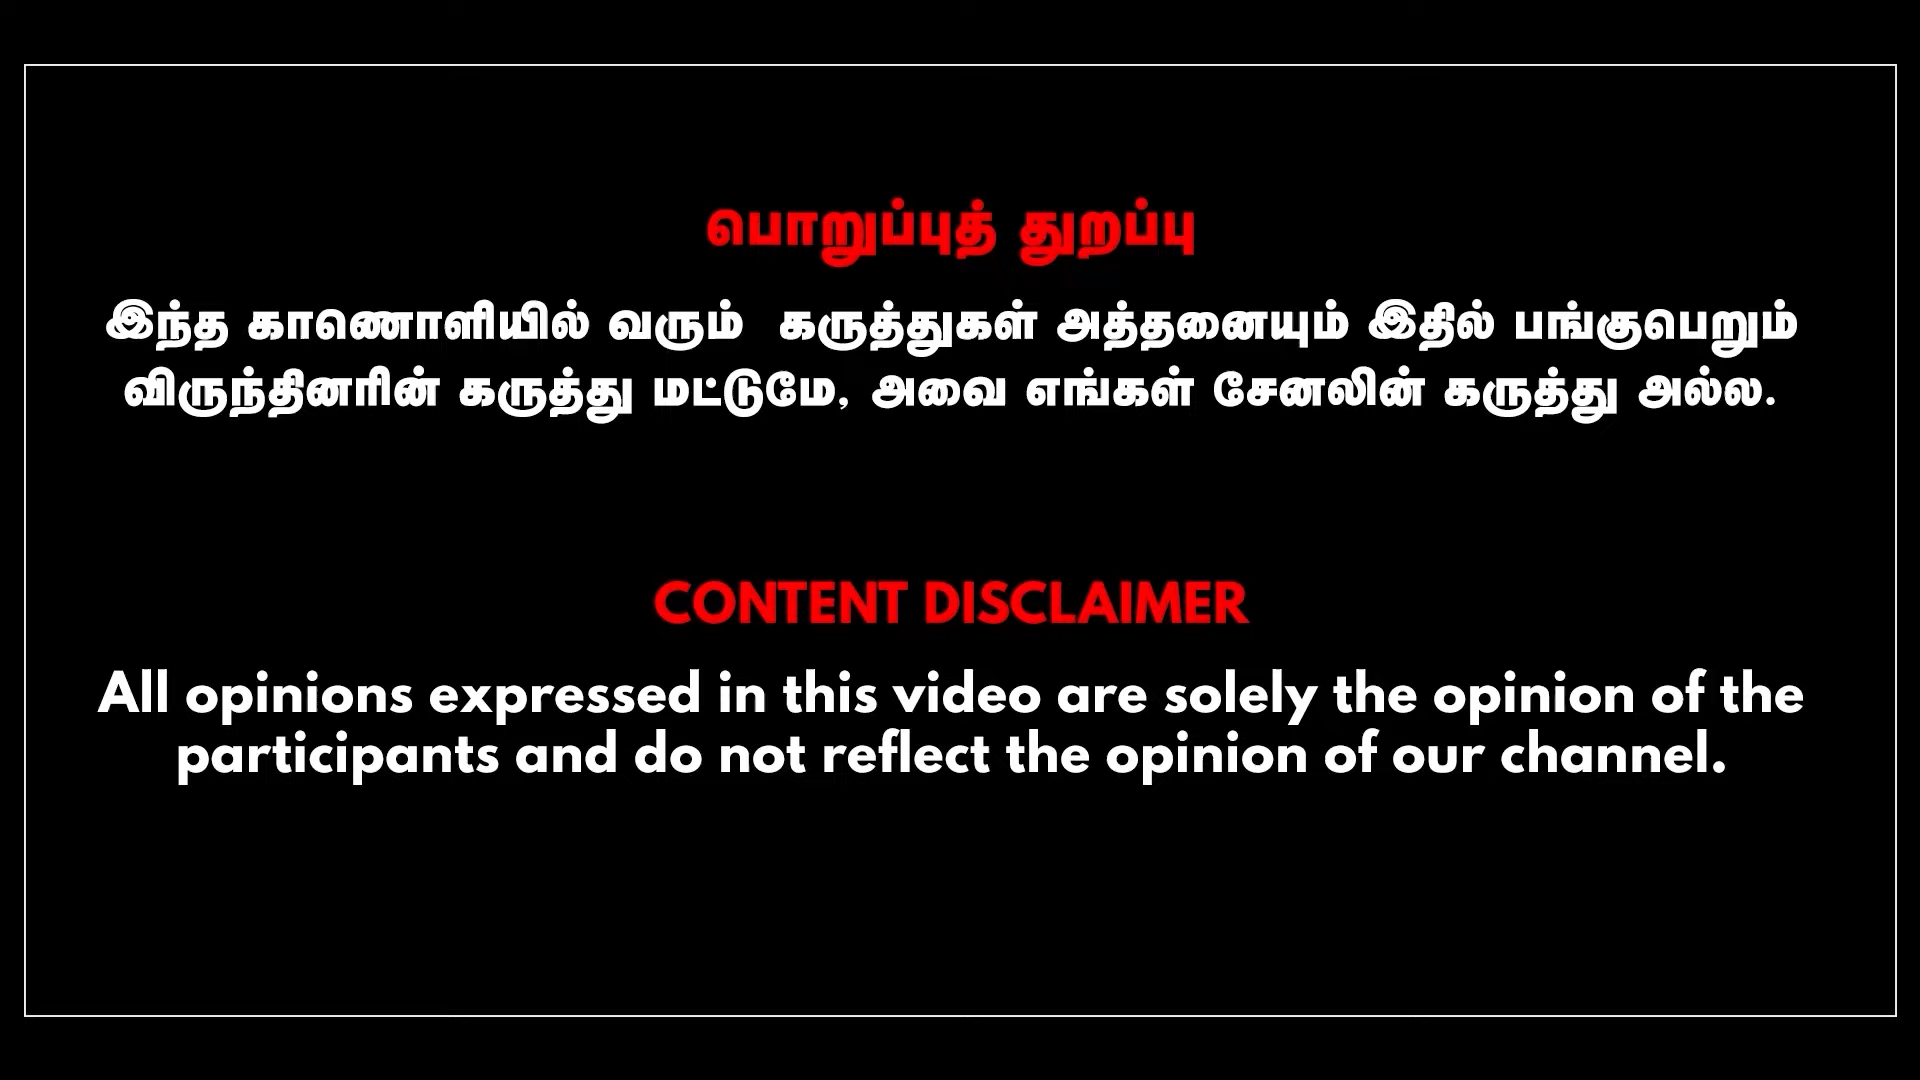 பொறுப்புத் துறப்பு
இந்த காணொளியில் வரும் கருத்துகள் அத்தனையும் இதில் பங்குபெறும்
விருந்தினரின் கருத்து மட்டுமே, அவை எங்கள் சேனலின் கருத்து அல்ல.
CONTENT DISCLAIMER
All opinions expressed in this video are solely the opinion of the
participants and do not reflect the opinion of our channel.